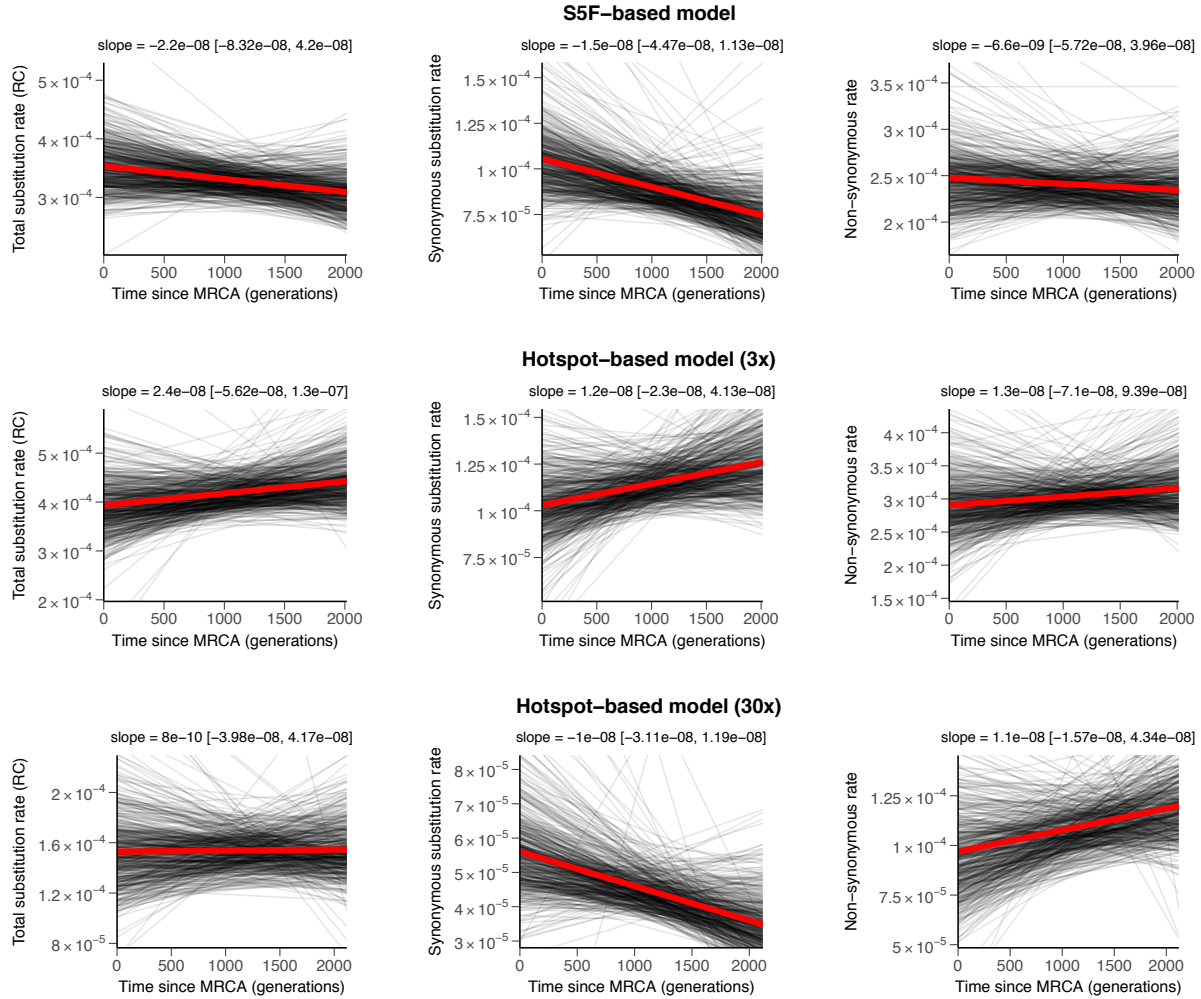 S5F−based model
slope = −2.2e−08 [−8.32e−08, 4.2e−08]
Total substitution rate (RC)
5 × 10⁻⁴
4 × 10⁻⁴
3 × 10⁻⁴
0 500 1000 1500 2000
Time since MRCA (generations)
slope = −1.5e−08 [−4.47e−08, 1.13e−08]
Synonymous substitution rate
1.5 × 10⁻⁴
1.25 × 10⁻⁴
1 × 10⁻⁴
7.5 × 10⁻⁵
0 500 1000 1500 2000
Time since MRCA (generations)
slope = −6.6e−09 [−5.72e−08, 3.96e−08]
Non−synonymous rate
3.5 × 10⁻⁴
3 × 10⁻⁴
2.5 × 10⁻⁴
2 × 10⁻⁴
0 500 1000 1500 2000
Time since MRCA (generations)
Hotspot−based model (3x)
slope = 2.4e−08 [−5.62e−08, 1.3e−07]
Total substitution rate (RC)
5 × 10⁻⁴
4 × 10⁻⁴
3 × 10⁻⁴
2 × 10⁻⁴
0 500 1000 1500 2000
Time since MRCA (generations)
slope = 1.2e−08 [−2.3e−08, 4.13e−08]
Synonymous substitution rate
1.5 × 10⁻⁴
1.25 × 10⁻⁴
1 × 10⁻⁴
7.5 × 10⁻⁵
0 500 1000 1500 2000
Time since MRCA (generations)
slope = 1.3e−08 [−7.1e−08, 9.39e−08]
Non−synonymous rate
4 × 10⁻⁴
3.5 × 10⁻⁴
3 × 10⁻⁴
2.5 × 10⁻⁴
2 × 10⁻⁴
1.5 × 10⁻⁴
0 500 1000 1500 2000
Time since MRCA (generations)
Hotspot−based model (30x)
slope = 8e−10 [−3.98e−08, 4.17e−08]
Total substitution rate (RC)
2 × 10⁻⁴
1.6 × 10⁻⁴
1.2 × 10⁻⁴
8 × 10⁻⁵
0 500 1000 1500 2000
Time since MRCA (generations)
slope = −1e−08 [−3.11e−08, 1.19e−08]
Synonymous substitution rate
8 × 10⁻⁵
7 × 10⁻⁵
6 × 10⁻⁵
5 × 10⁻⁵
4 × 10⁻⁵
3 × 10⁻⁵
0 500 1000 1500 2000
Time since MRCA (generations)
slope = 1.1e−08 [−1.57e−08, 4.34e−08]
Non−synonymous rate
1.25 × 10⁻⁴
1 × 10⁻⁴
7.5 × 10⁻⁵
5 × 10⁻⁵
0 500 1000 1500 2000
Time since MRCA (generations)